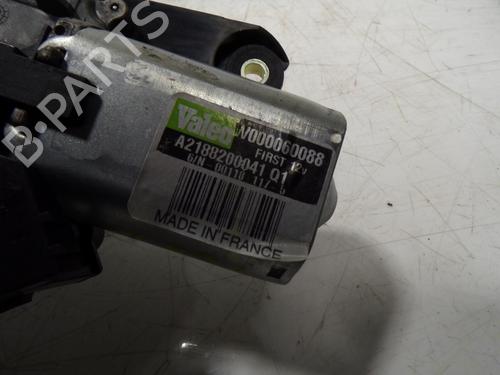 © B-PARTS
Valeo W000060088
FIRST 12v
A2188200041 Q1
MADE IN FRANCE